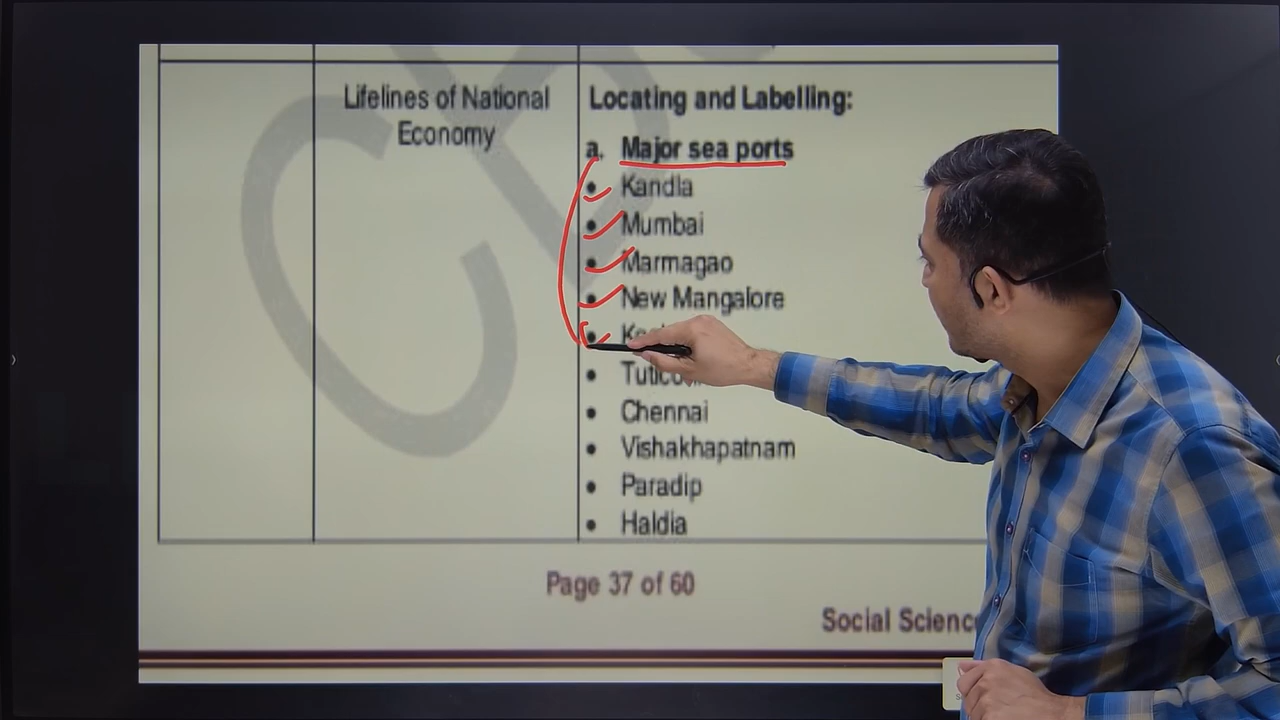 Lifelines of National
Economy
Locating and Labelling:
a. Major sea ports
• Kandla
• Mumbai
• Marmagao
• New Mangalore
• Chennai
• Vishakhapatnam
• Paradip
• Haldia
Page 37 of 60
Social